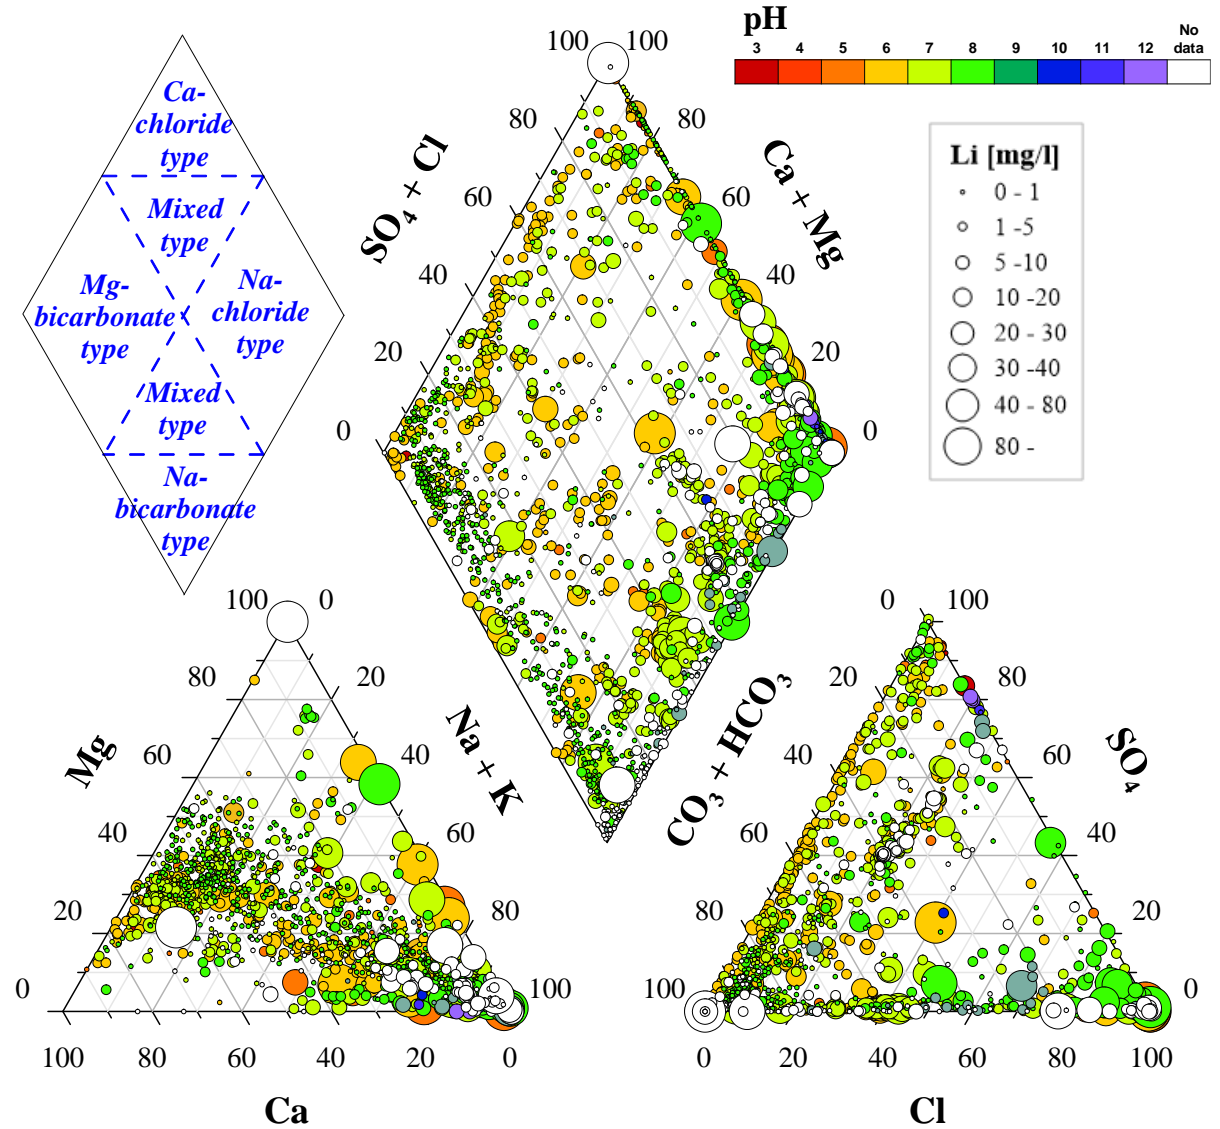 pH
3 4 5 6 7 8 9 10 11 12 No data
Li [mg/l]
0 - 1
1 -5
5 -10
10 -20
20 - 30
30 -40
40 - 80
80 -
Ca-
chloride
type
Mixed
type
Mg-
bicarbonate
type
Na-
chloride
type
Mixed
type
Na-
bicarbonate
type
100 100
80 80
60 60
40 40
20 20
0 0
SO₄ + Cl
Ca + Mg
100 0
80 20
60 40
40 60
20 80
0 100
Mg
Na + K
100 80 60 40 20 0
Ca
0 100
20 80
40 60
60 40
80 20
100 0
CO₃ + HCO₃
SO₄
0 20 40 60 80 100
Cl